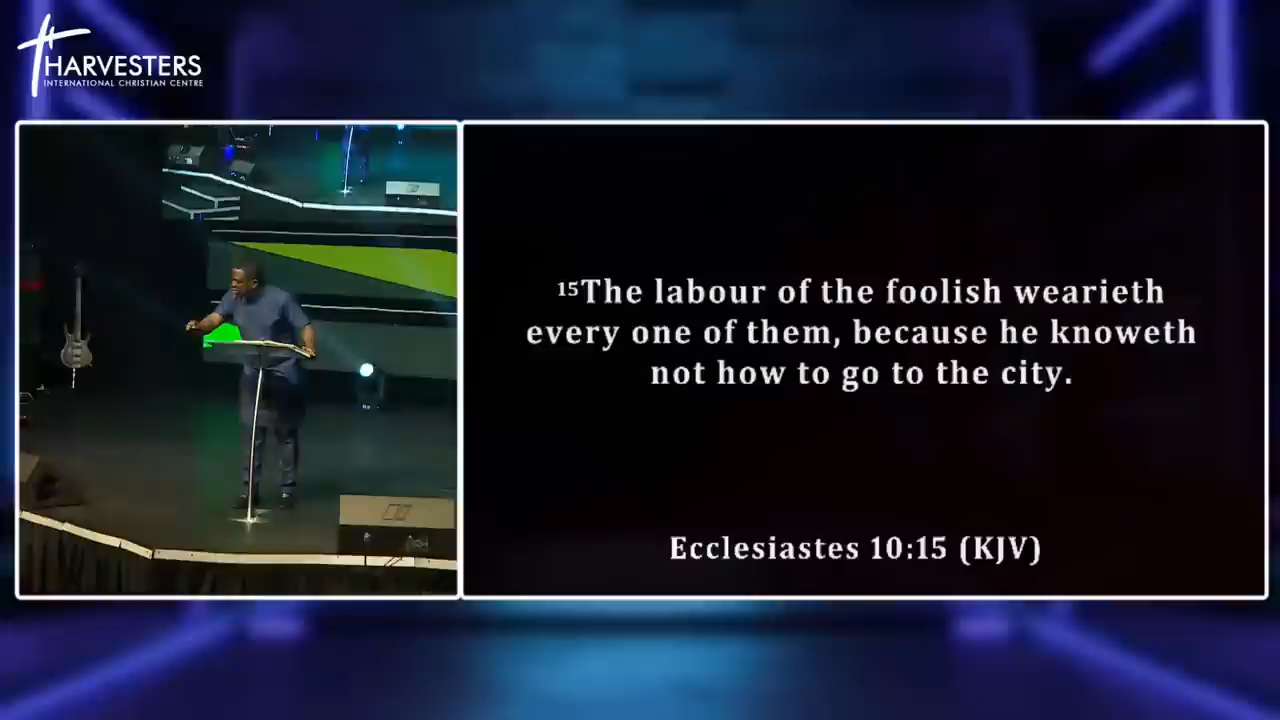 HARVESTERS
INTERNATIONAL CHRISTIAN CENTRE
¹⁵The labour of the foolish wearieth
every one of them, because he knoweth
not how to go to the city.
Ecclesiastes 10:15 (KJV)